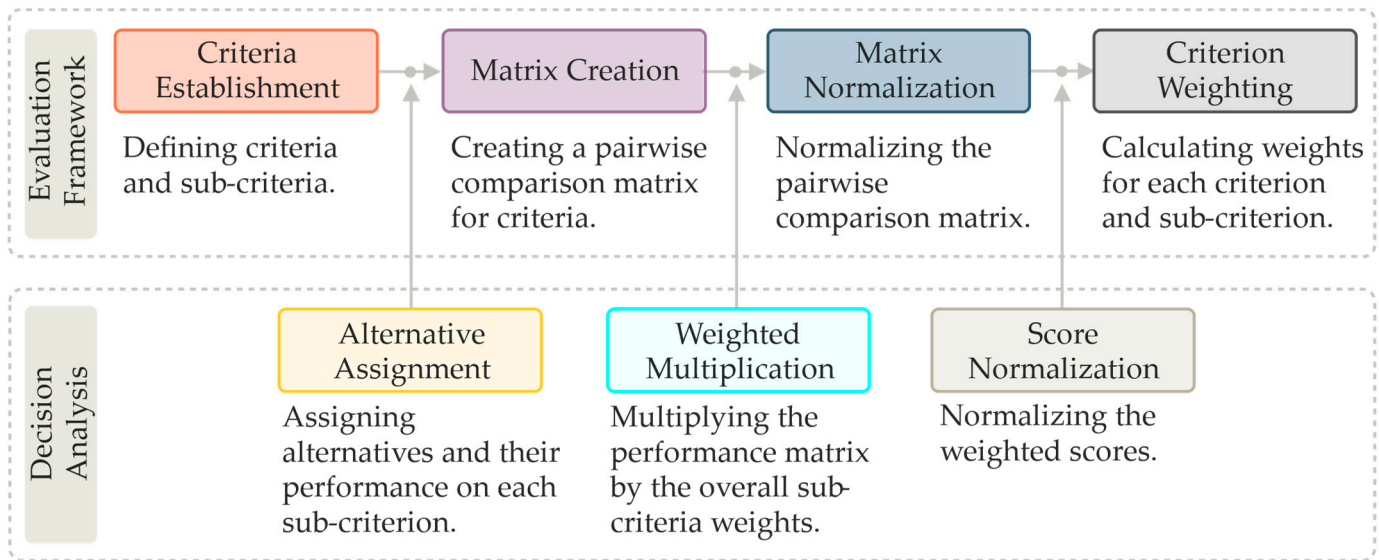 Evaluation
Framework
Criteria
Establishment
Defining criteria
and sub-criteria.
Matrix Creation
Creating a pairwise
comparison matrix
for criteria.
Matrix
Normalization
Normalizing the
pairwise
comparison matrix.
Criterion
Weighting
Calculating weights
for each criterion
and sub-criterion.
Decision
Analysis
Alternative
Assignment
Assigning
alternatives and their
performance on each
sub-criterion.
Weighted
Multiplication
Multiplying the
performance matrix
by the overall sub-
criteria weights.
Score
Normalization
Normalizing the
weighted scores.